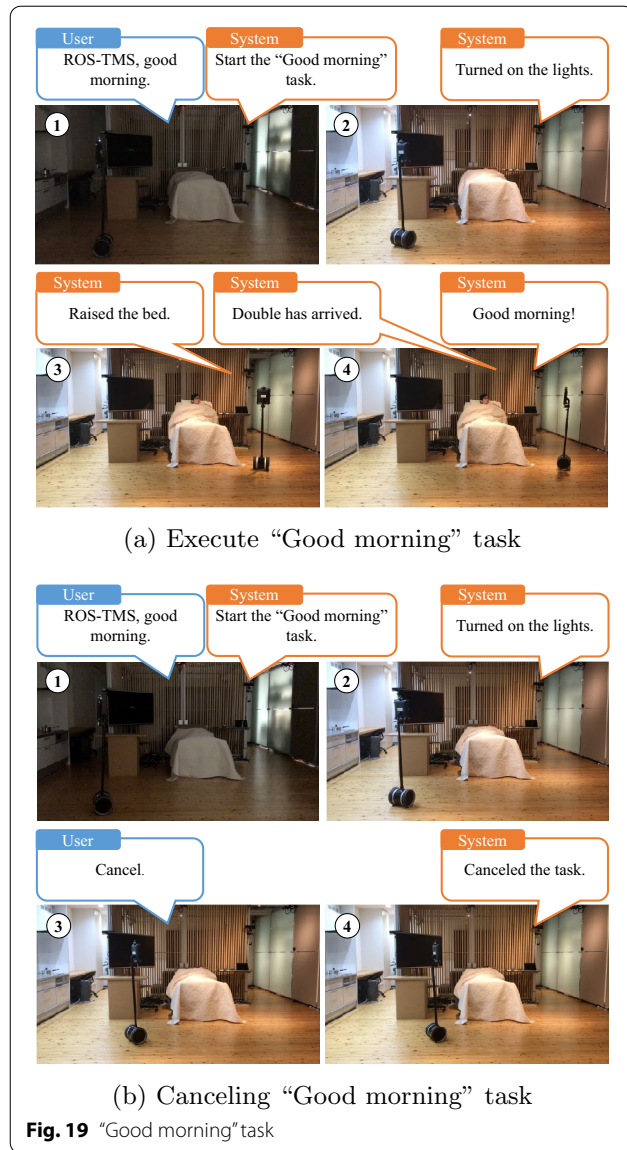 User
ROS-TMS, good
morning.
System
Start the “Good morning”
task.
System
Turned on the lights.
1
2
System
Raised the bed.
System
Double has arrived.
System
Good morning!
3
4
(a) Execute “Good morning” task
User
ROS-TMS, good
morning.
System
Start the “Good morning”
task.
System
Turned on the lights.
1
2
User
Cancel.
System
Canceled the task.
3
4
(b) Canceling “Good morning” task
Fig. 19 “Good morning” task